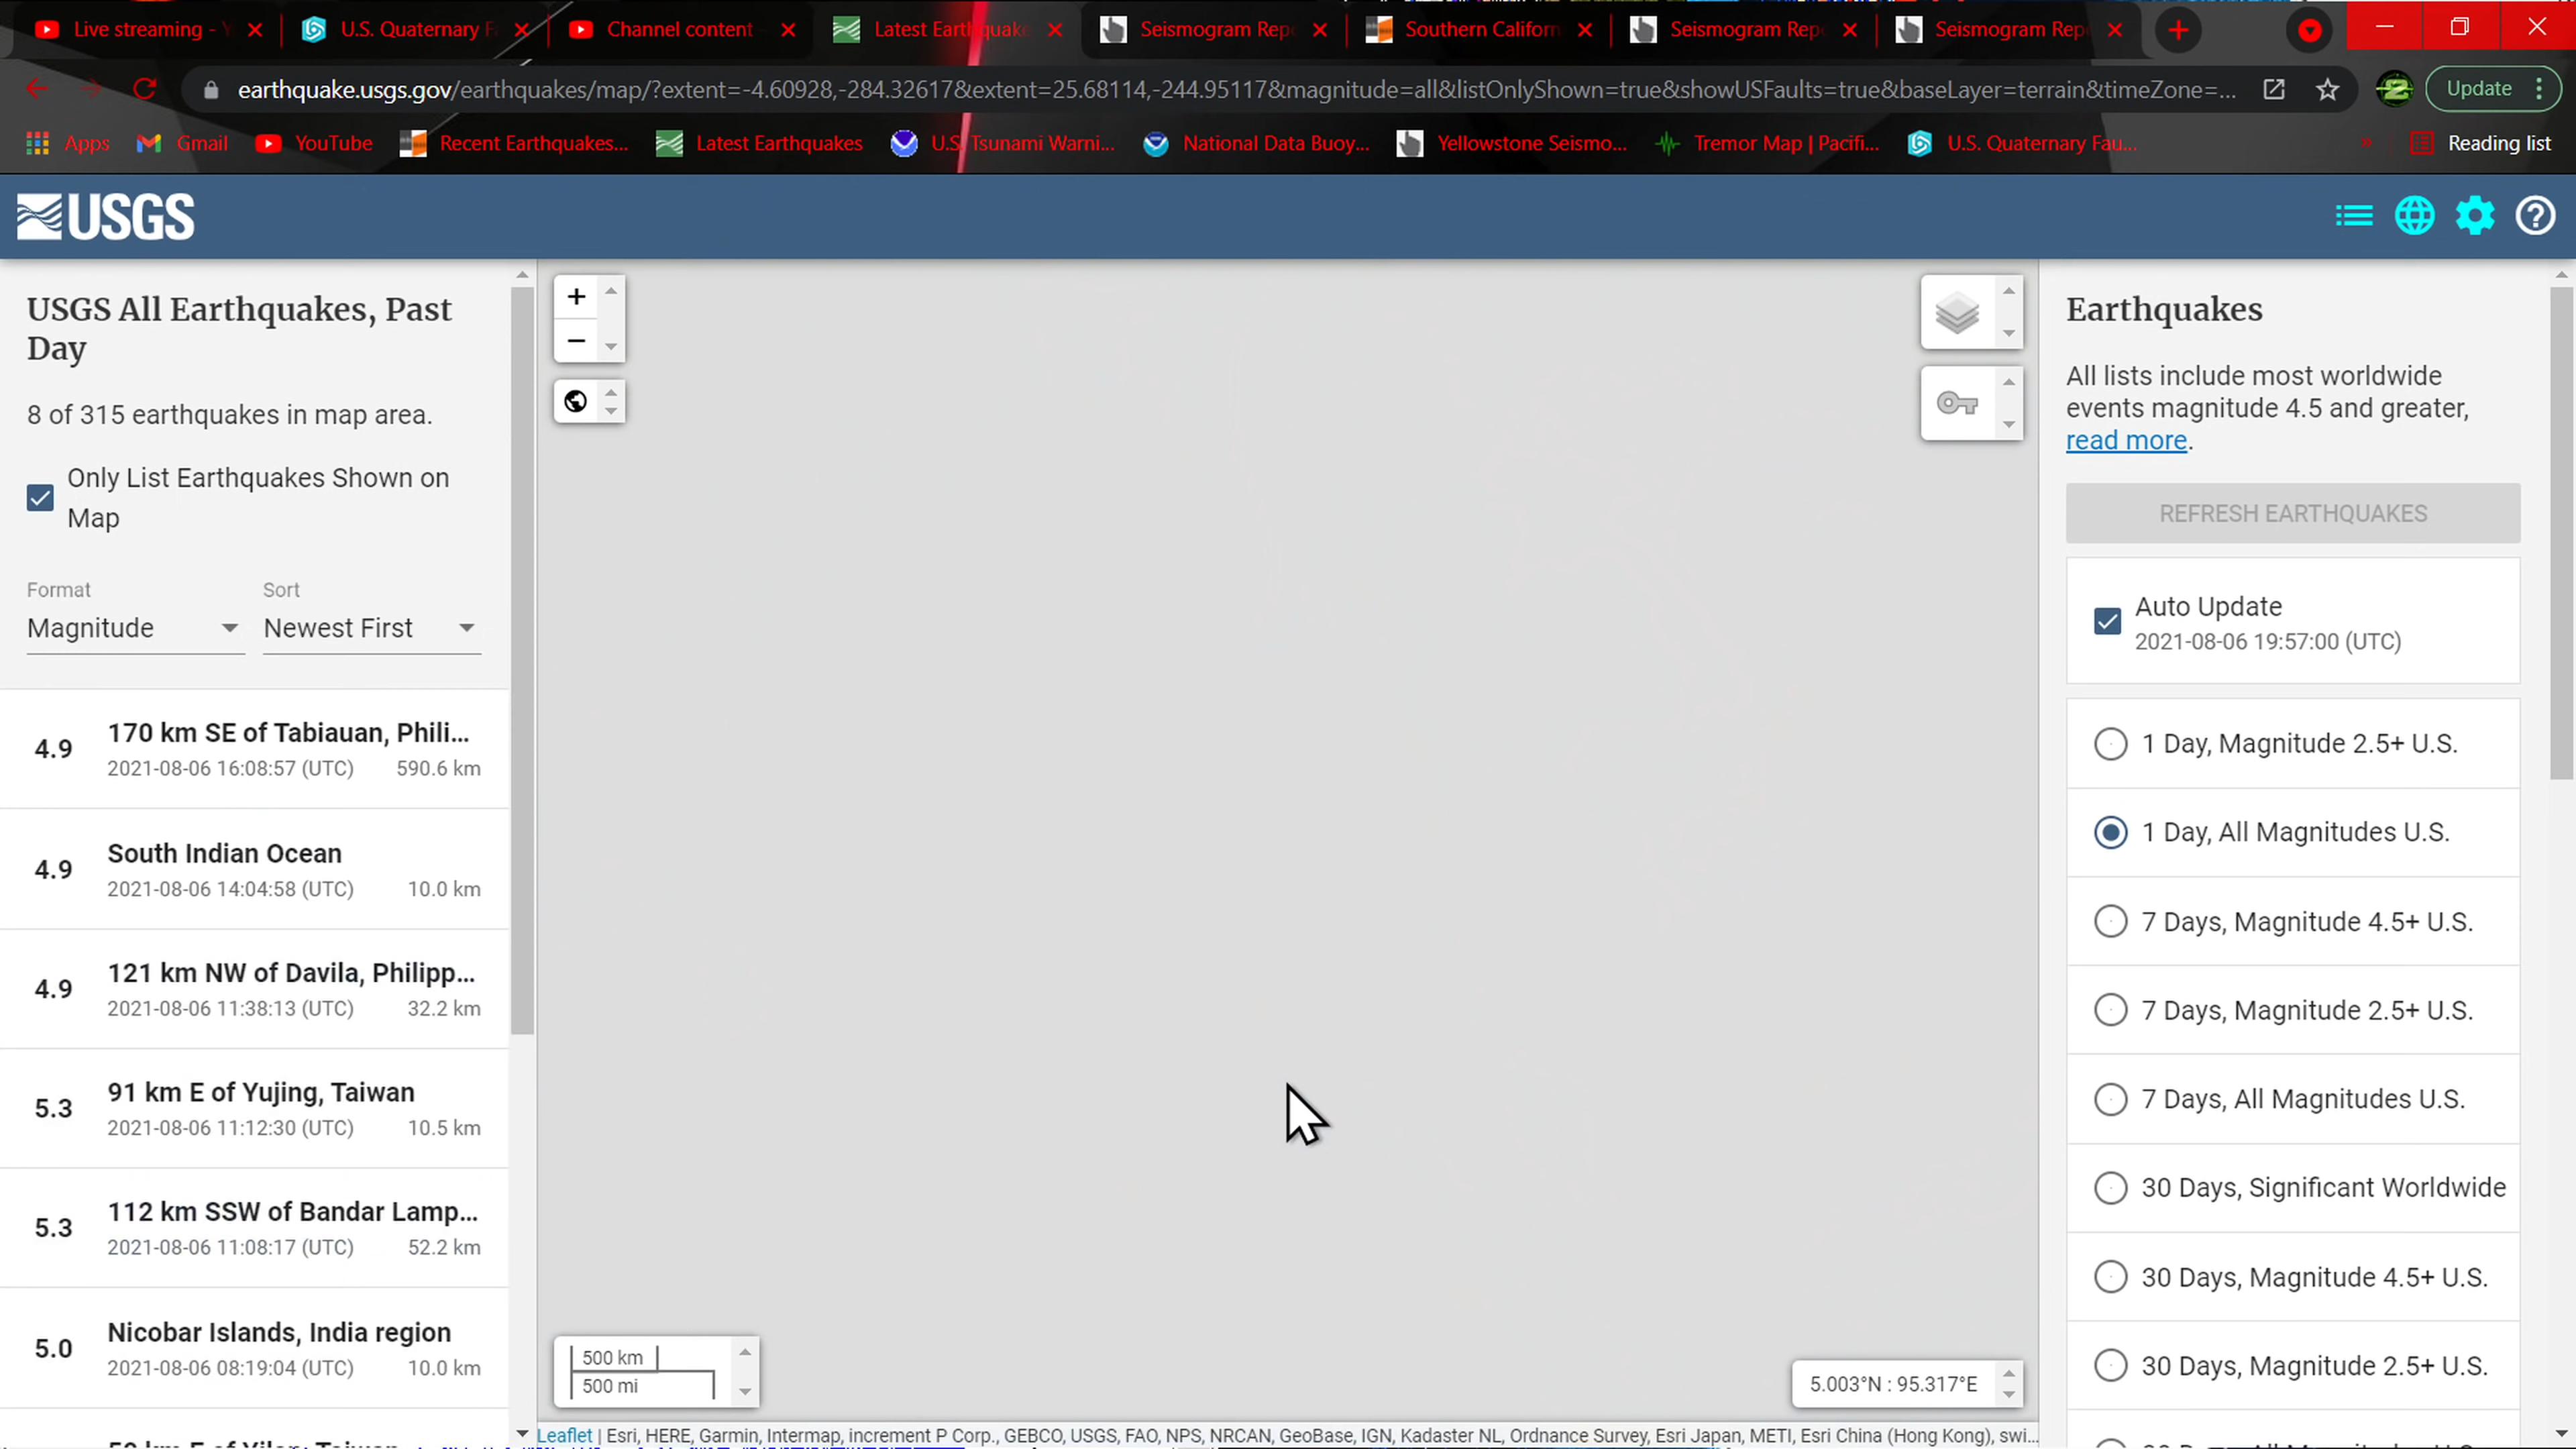 Live streaming - Y
U.S. Quaternary F
Channel content -
Latest Earthquake
Seismogram Rep
Southern Californ
Seismogram Rep
Seismogram Rep
earthquake.usgs.gov/earthquakes/map/?extent=-4.60928,-284.32617&extent=25.68114,-244.95117&magnitude=all&listOnlyShown=true&showUSFaults=true&baseLayer=terrain&timeZone=...
Update
Apps
Gmail
YouTube
Recent Earthquakes...
Latest Earthquakes
U.S. Tsunami Warni...
National Data Buoy...
Yellowstone Seismo...
Tremor Map | Pacifi...
U.S. Quaternary Fau...
»
Reading list
USGS
USGS All Earthquakes, Past
Day
8 of 315 earthquakes in map area.
Only List Earthquakes Shown on
Map
Format
Sort
Magnitude
Newest First
4.9
170 km SE of Tabiauan, Phili...
2021-08-06 16:08:57 (UTC) 590.6 km
4.9
South Indian Ocean
2021-08-06 14:04:58 (UTC) 10.0 km
4.9
121 km NW of Davila, Philipp...
2021-08-06 11:38:13 (UTC) 32.2 km
5.3
91 km E of Yujing, Taiwan
2021-08-06 11:12:30 (UTC) 10.5 km
5.3
112 km SSW of Bandar Lamp...
2021-08-06 11:08:17 (UTC) 52.2 km
5.0
Nicobar Islands, India region
2021-08-06 08:19:04 (UTC) 10.0 km
+
−
500 km
500 mi
5.003°N : 95.317°E
Leaflet | Esri, HERE, Garmin, Intermap, increment P Corp., GEBCO, USGS, FAO, NPS, NRCAN, GeoBase, IGN, Kadaster NL, Ordnance Survey, Esri Japan, METI, Esri China (Hong Kong), swi...
Earthquakes
All lists include most worldwide
events magnitude 4.5 and greater,
read more.
REFRESH EARTHQUAKES
Auto Update
2021-08-06 19:57:00 (UTC)
1 Day, Magnitude 2.5+ U.S.
1 Day, All Magnitudes U.S.
7 Days, Magnitude 4.5+ U.S.
7 Days, Magnitude 2.5+ U.S.
7 Days, All Magnitudes U.S.
30 Days, Significant Worldwide
30 Days, Magnitude 4.5+ U.S.
30 Days, Magnitude 2.5+ U.S.